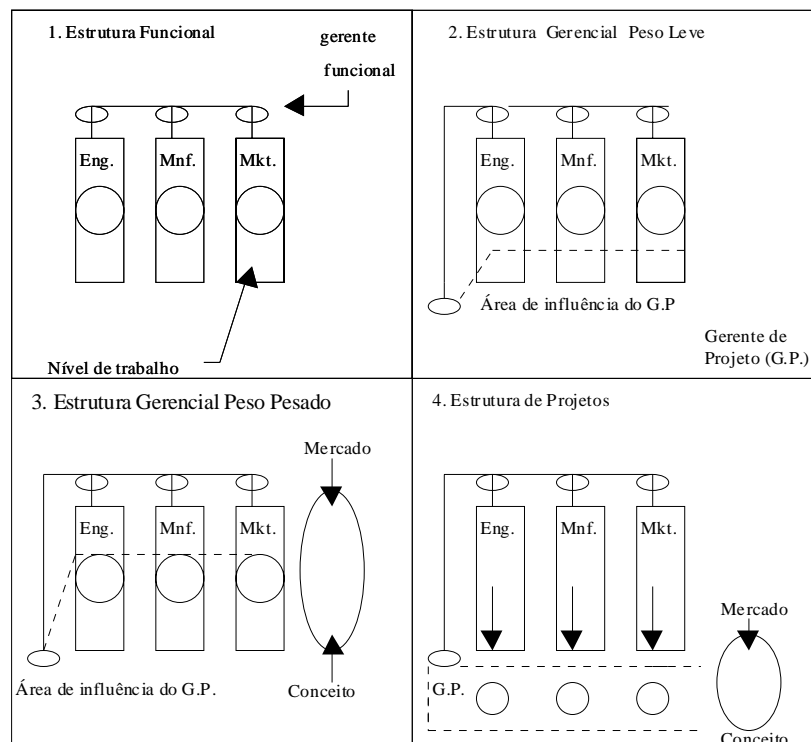 1. Estrutura Funcional
gerente
funcional
Eng.
Mnf.
Mkt.
Nível de trabalho
2. Estrutura Gerencial Peso Leve
Eng.
Mnf.
Mkt.
Área de influência do G.P
Gerente de
Projeto (G.P.)
3. Estrutura Gerencial Peso Pesado
Mercado
Eng.
Mnf.
Mkt.
Área de influência do G.P.
Conceito
4. Estrutura de Projetos
Eng.
Mnf.
Mkt.
Mercado
G.P.
Conceito